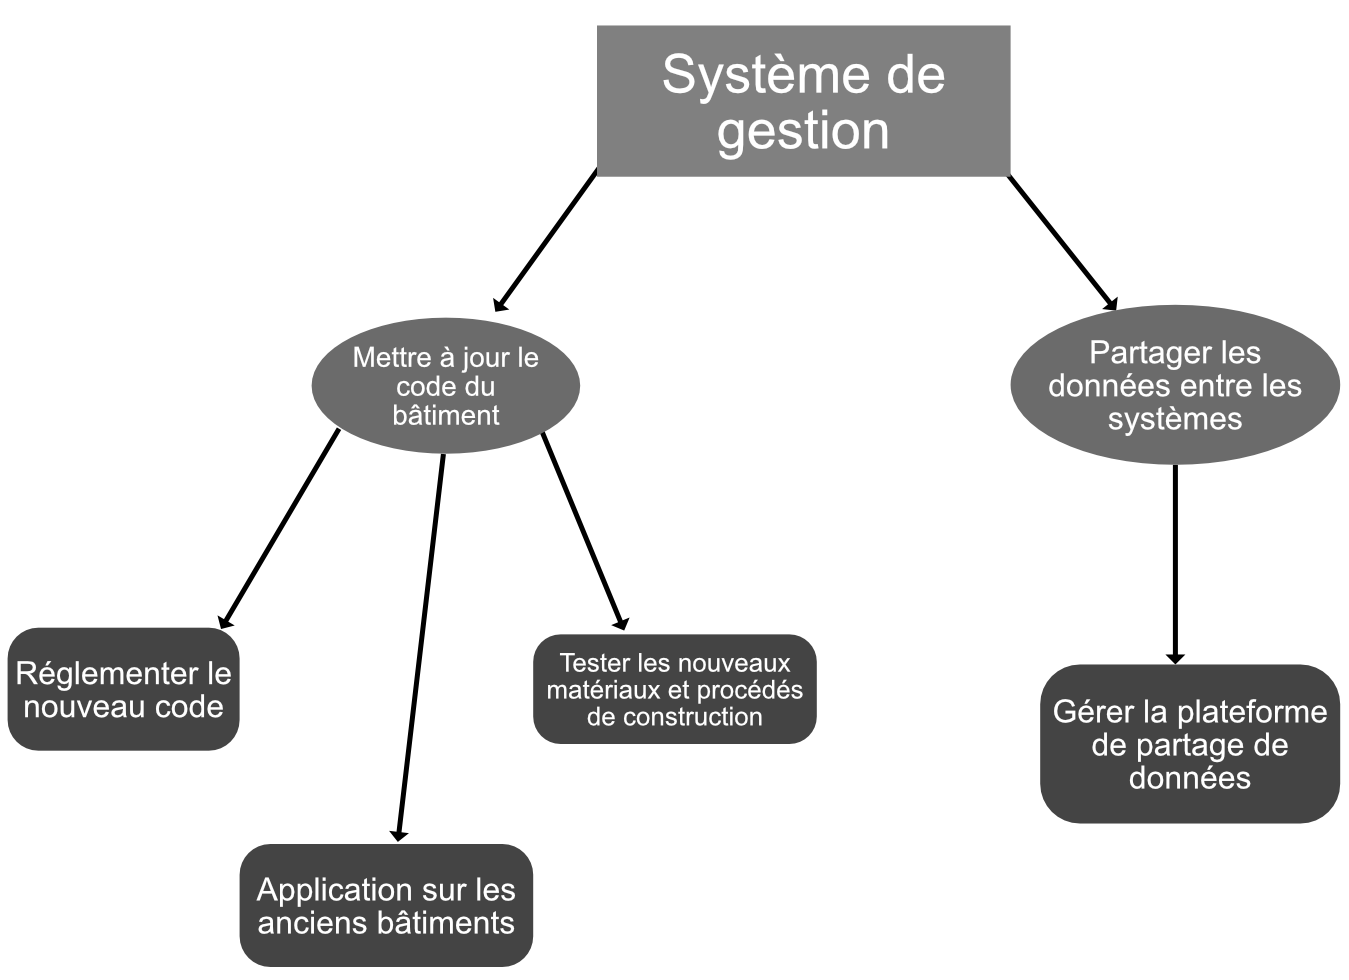 Système de
gestion
Mettre à jour le
code du
bâtiment
Partager les
données entre les
systèmes
Réglementer le
nouveau code
Tester les nouveaux
matériaux et procédés
de construction
Gérer la plateforme
de partage de
données
Application sur les
anciens bâtiments